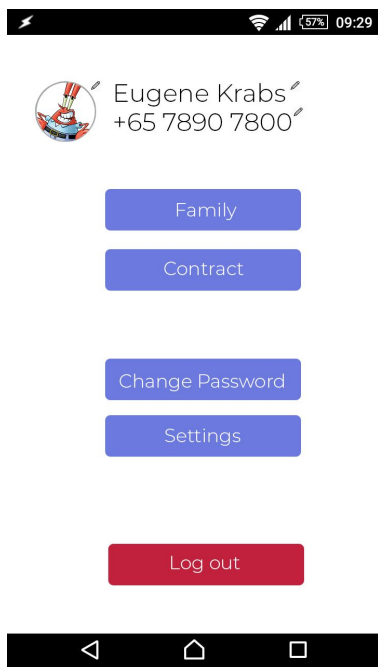 57% 09:29
Eugene Krabs
+65 7890 7800
Family
Contract
Change Password
Settings
Log out